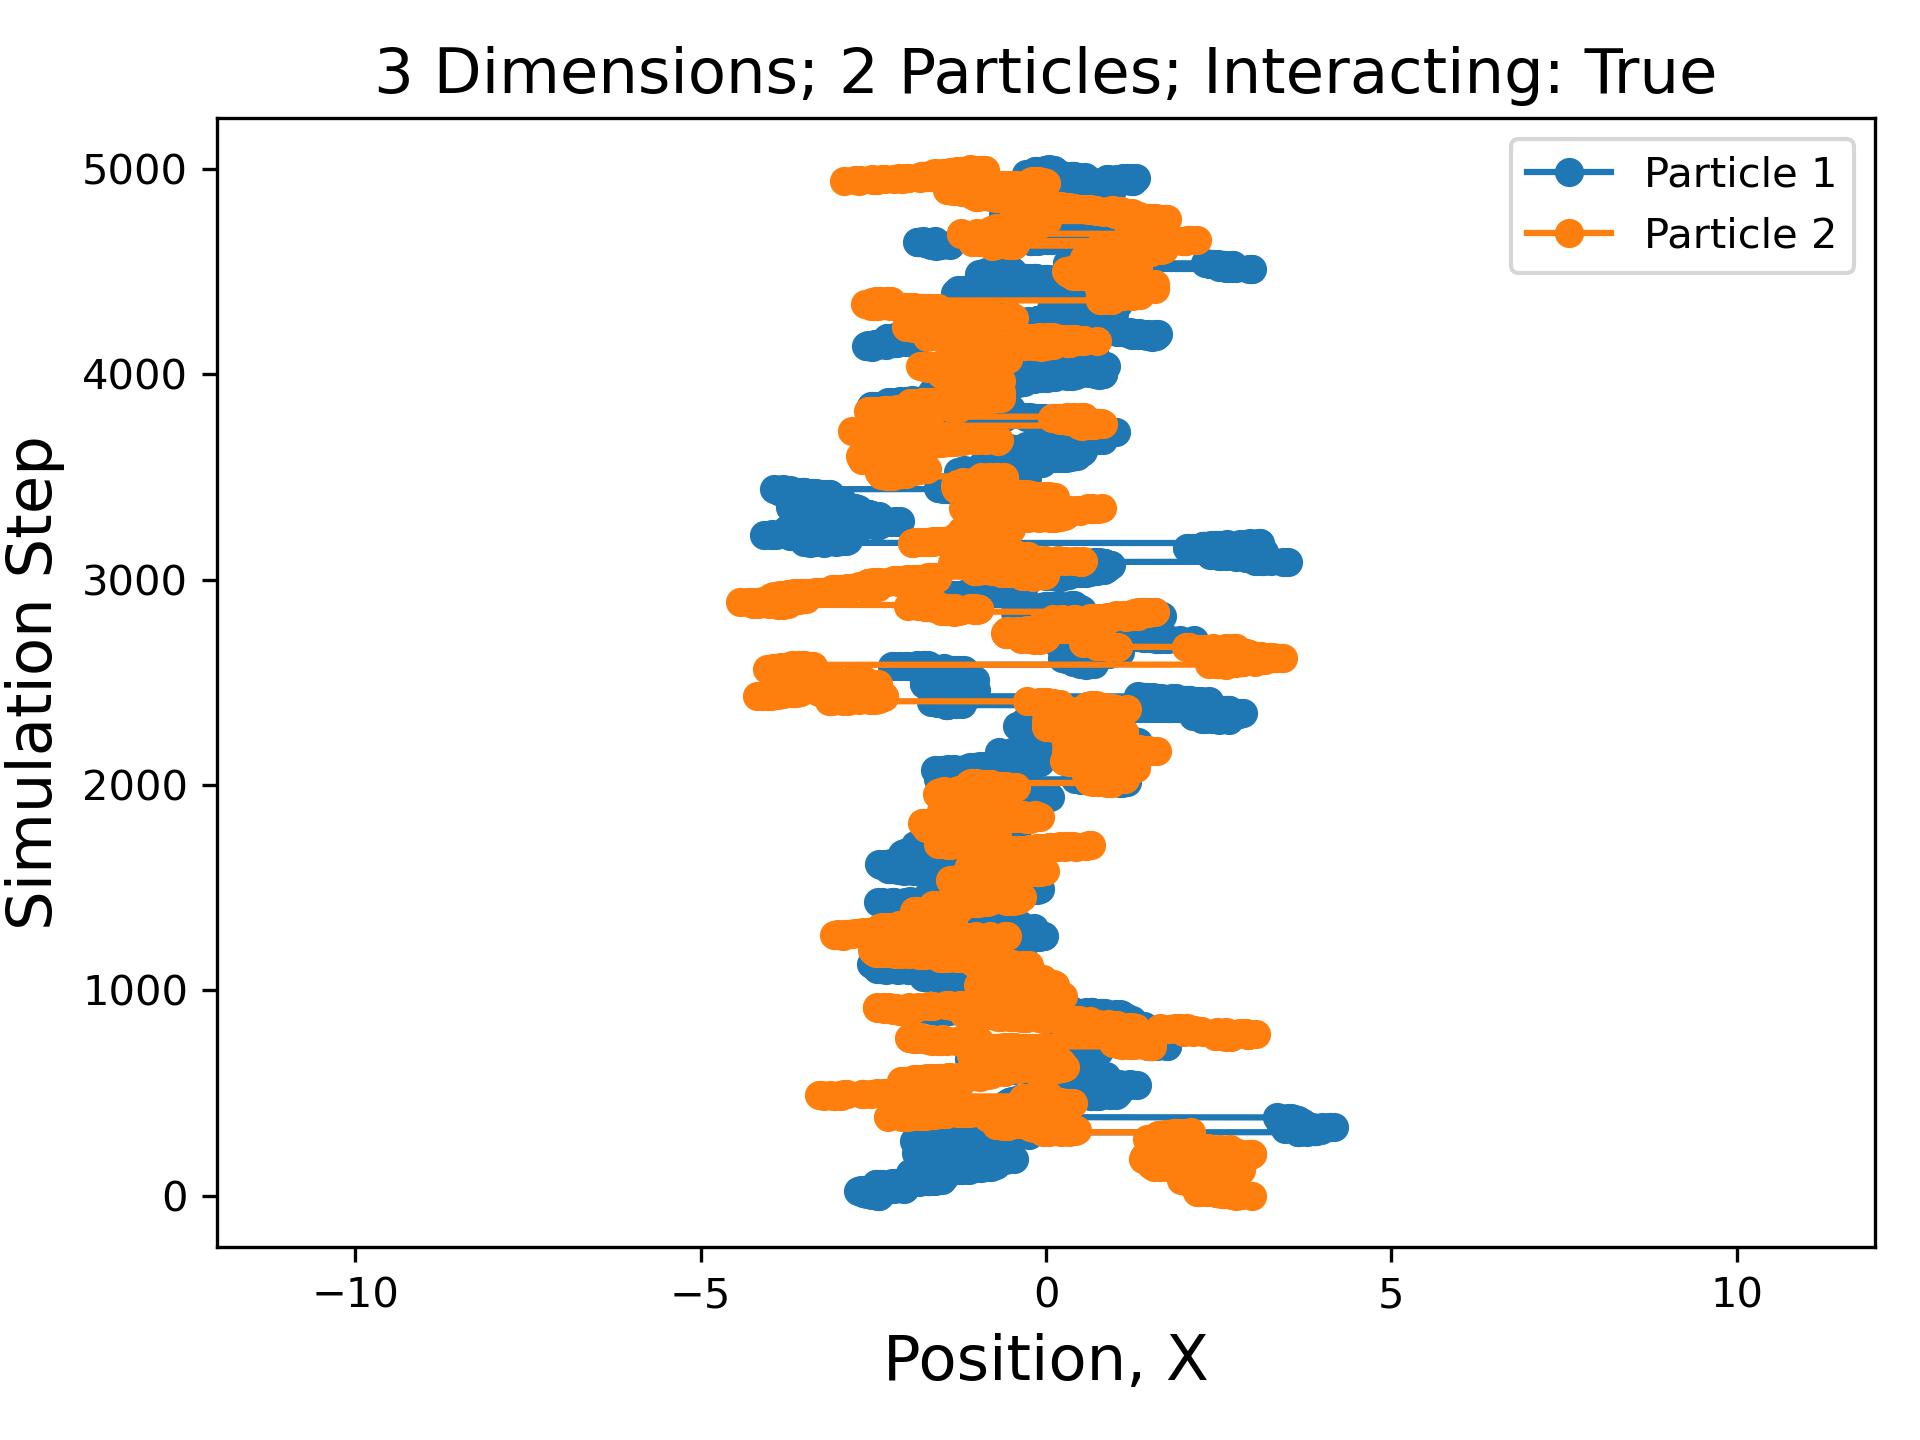 3 Dimensions; 2 Particles; Interacting: True
Particle 1
Particle 2
5000
4000
3000
2000
1000
0
Simulation Step
−10 −5 0 5 10
Position, X